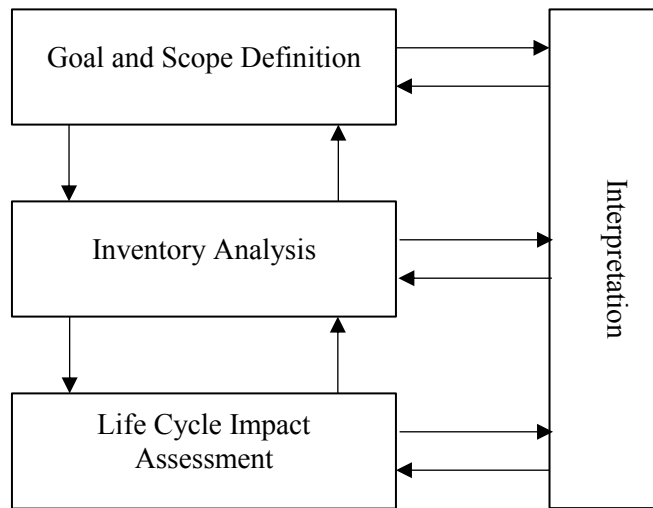 Goal and Scope Definition
Inventory Analysis
Life Cycle Impact
Assessment
Interpretation